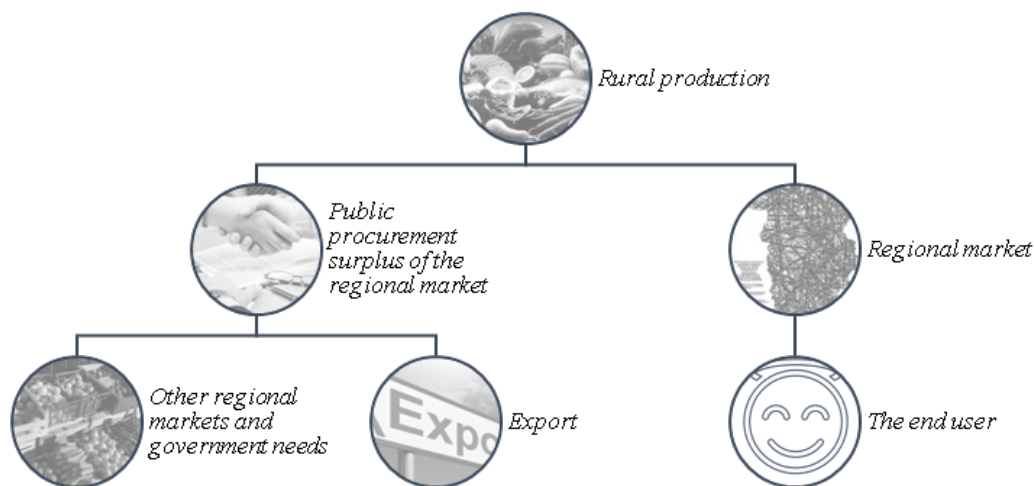 Rural production
Public
procurement
surplus of the
regional market
Regional market
Other regional
markets and
government needs
Expo
Export
The end user